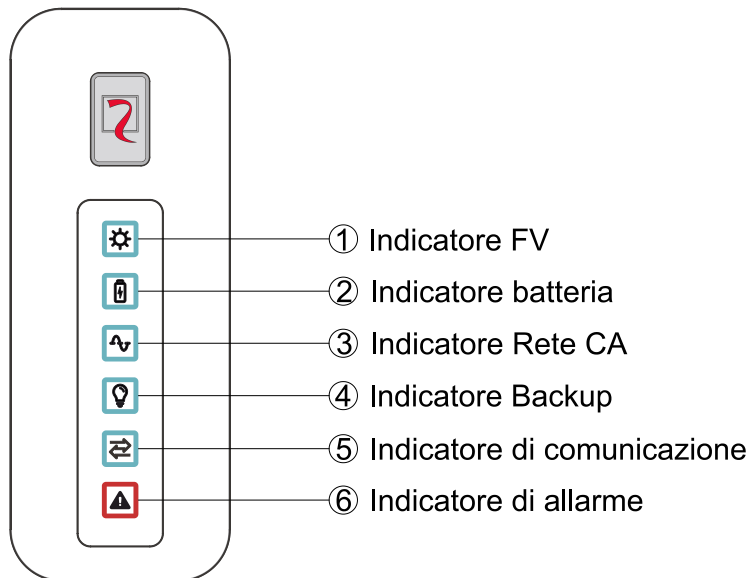 ① Indicatore FV
② Indicatore batteria
③ Indicatore Rete CA
④ Indicatore Backup
⑤ Indicatore di comunicazione
⑥ Indicatore di allarme